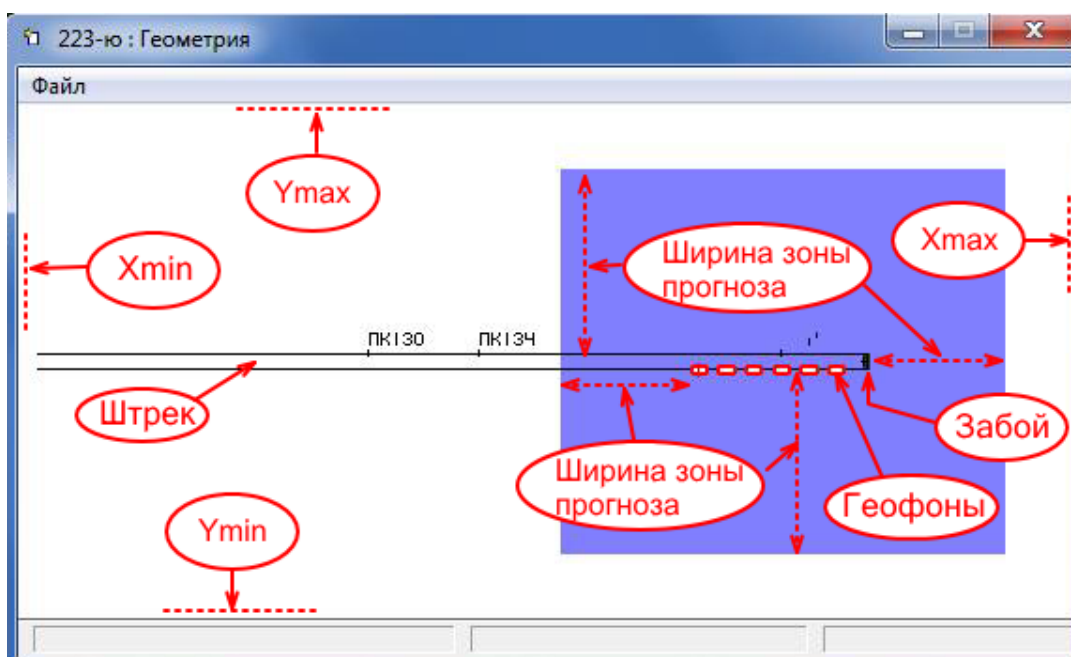 223-ю : Геометрия
Файл
Ymax
Xmin
Ширина зоны
прогноза
Xmax
ПК130
ПК134
Штрек
Забой
Ширина зоны
прогноза
Геофоны
Ymin